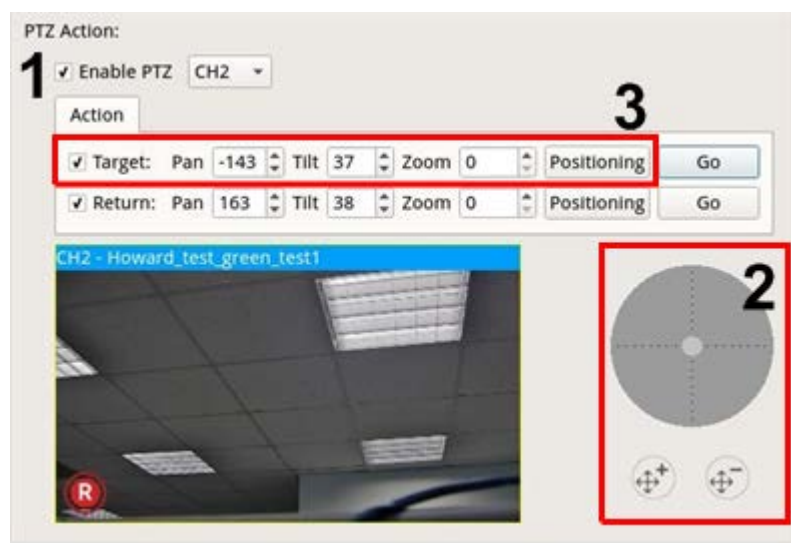 PTZ Action:
1 Enable PTZ CH2
Action
3
Target: Pan -143 Tilt 37 Zoom 0 Positioning Go
Return: Pan 163 Tilt 38 Zoom 0 Positioning Go
CH2 - Howard_test_green_test1
2
R